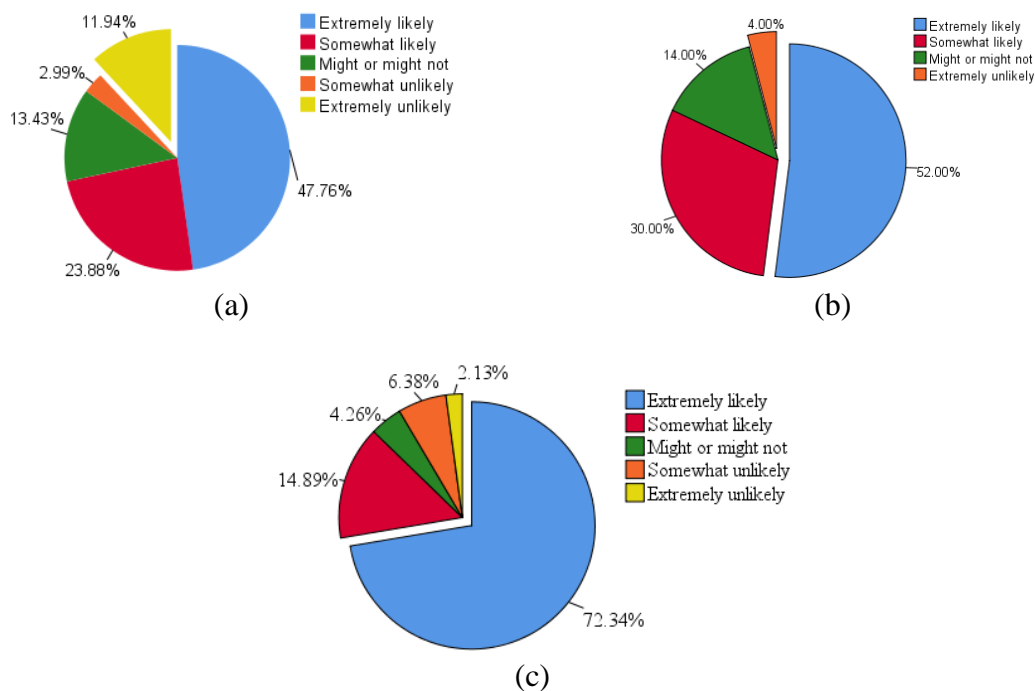 11.94%
2.99%
13.43%
23.88%
47.76%
Extremely likely
Somewhat likely
Might or might not
Somewhat unlikely
Extremely unlikely
(a)
4.00%
14.00%
30.00%
52.00%
Extremely likely
Somewhat likely
Might or might not
Extremely unlikely
(b)
2.13%
6.38%
4.26%
14.89%
72.34%
Extremely likely
Somewhat likely
Might or might not
Somewhat unlikely
Extremely unlikely
(c)